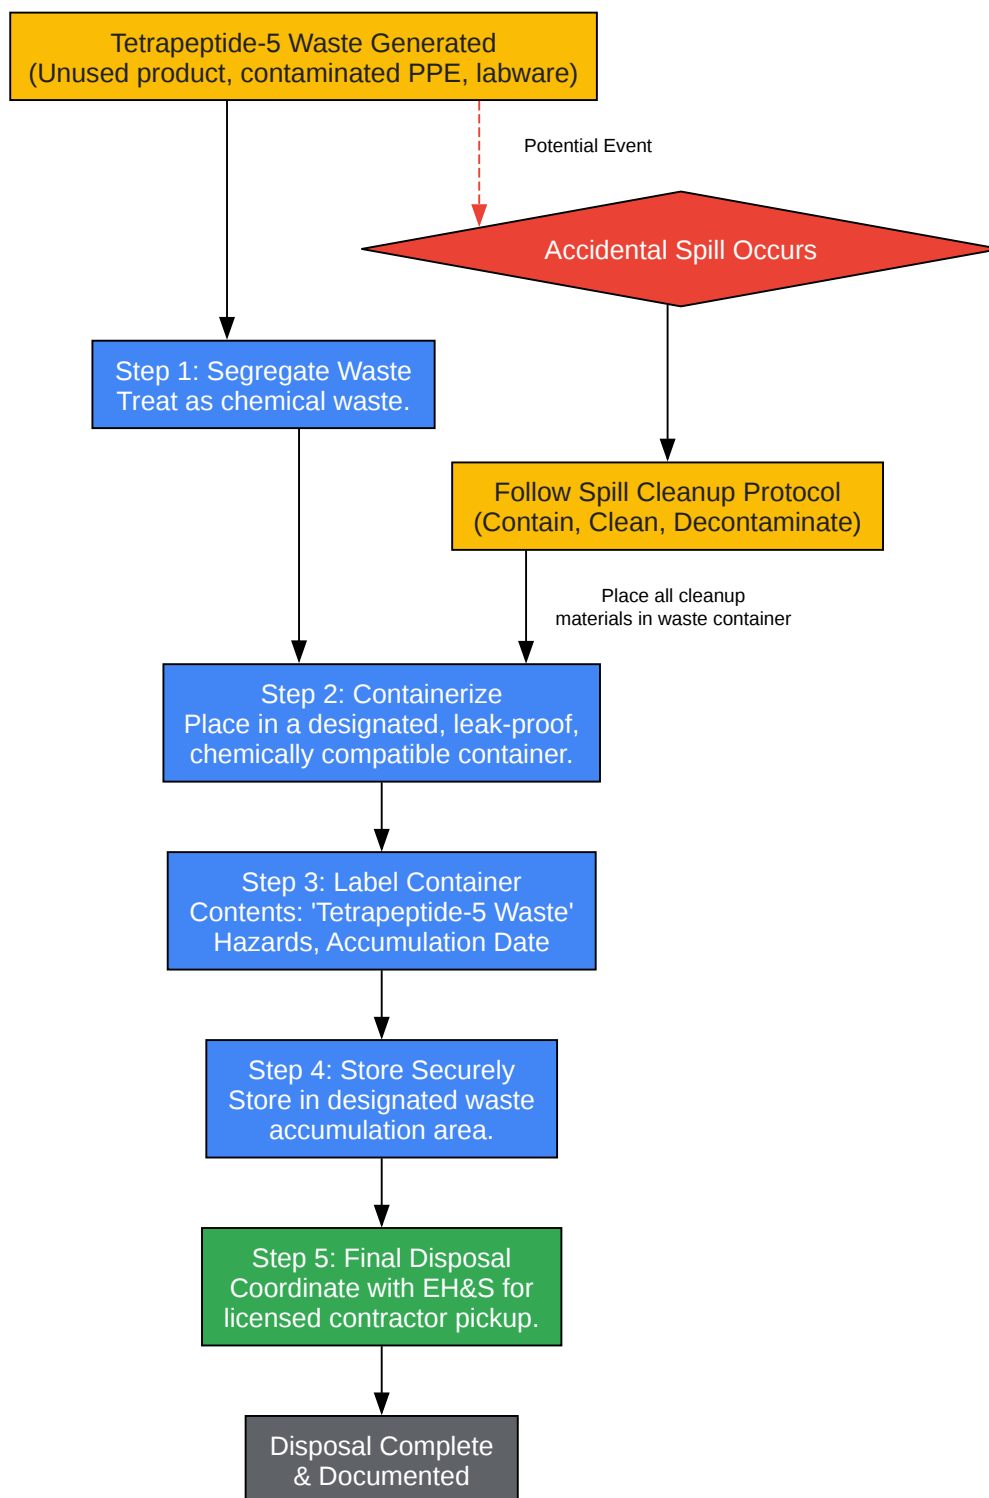 Tetrapeptide-5 Waste Generated
(Unused product, contaminated PPE, labware)
Potential Event
Accidental Spill Occurs
Step 1: Segregate Waste
Treat as chemical waste.
Follow Spill Cleanup Protocol
(Contain, Clean, Decontaminate)
Place all cleanup
materials in waste container
Step 2: Containerize
Place in a designated, leak-proof,
chemically compatible container.
Step 3: Label Container
Contents: 'Tetrapeptide-5 Waste'
Hazards, Accumulation Date
Step 4: Store Securely
Store in designated waste
accumulation area.
Step 5: Final Disposal
Coordinate with EH&S for
licensed contractor pickup.
Disposal Complete
& Documented